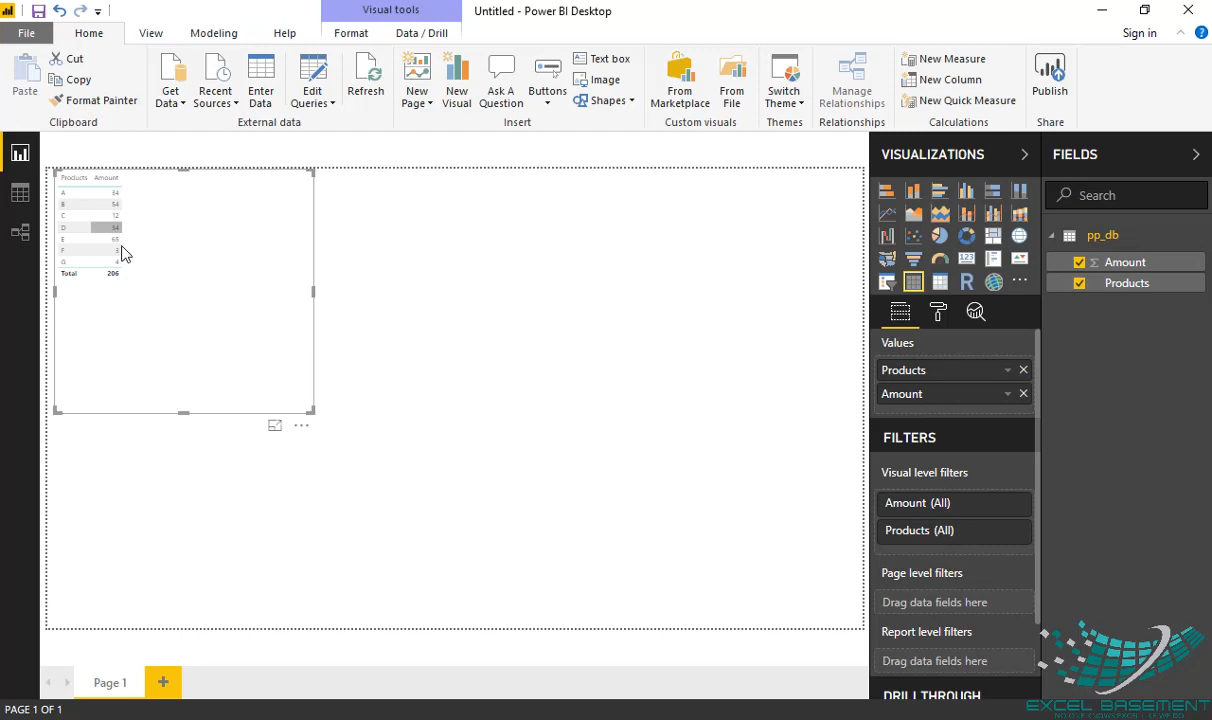 Visual tools
Untitled - Power BI Desktop
File
Home
View
Modeling
Help
Format
Data / Drill
Sign in
Paste
Cut
Copy
Format Painter
Clipboard
Get Data
Recent Sources
Enter Data
External data
Edit Queries
Refresh
New Page
New Visual
Ask A Question
Buttons
Text box
Image
Shapes
Insert
From Marketplace
From File
Custom visuals
Switch Theme
Themes
Manage Relationships
Relationships
New Measure
New Column
New Quick Measure
Calculations
Publish
Share
Products Amount
A 34
B 54
C 12
D 34
E 65
F 3
G 4
Total 206
VISUALIZATIONS
Values
Products
Amount
FILTERS
Visual level filters
Amount (All)
Products (All)
Page level filters
Drag data fields here
Report level filters
Drag data fields here
DRILLTHROUGH
FIELDS
Search
pp_db
Amount
Products
Page 1
PAGE 1 OF 1
EXCEL BASEMENT